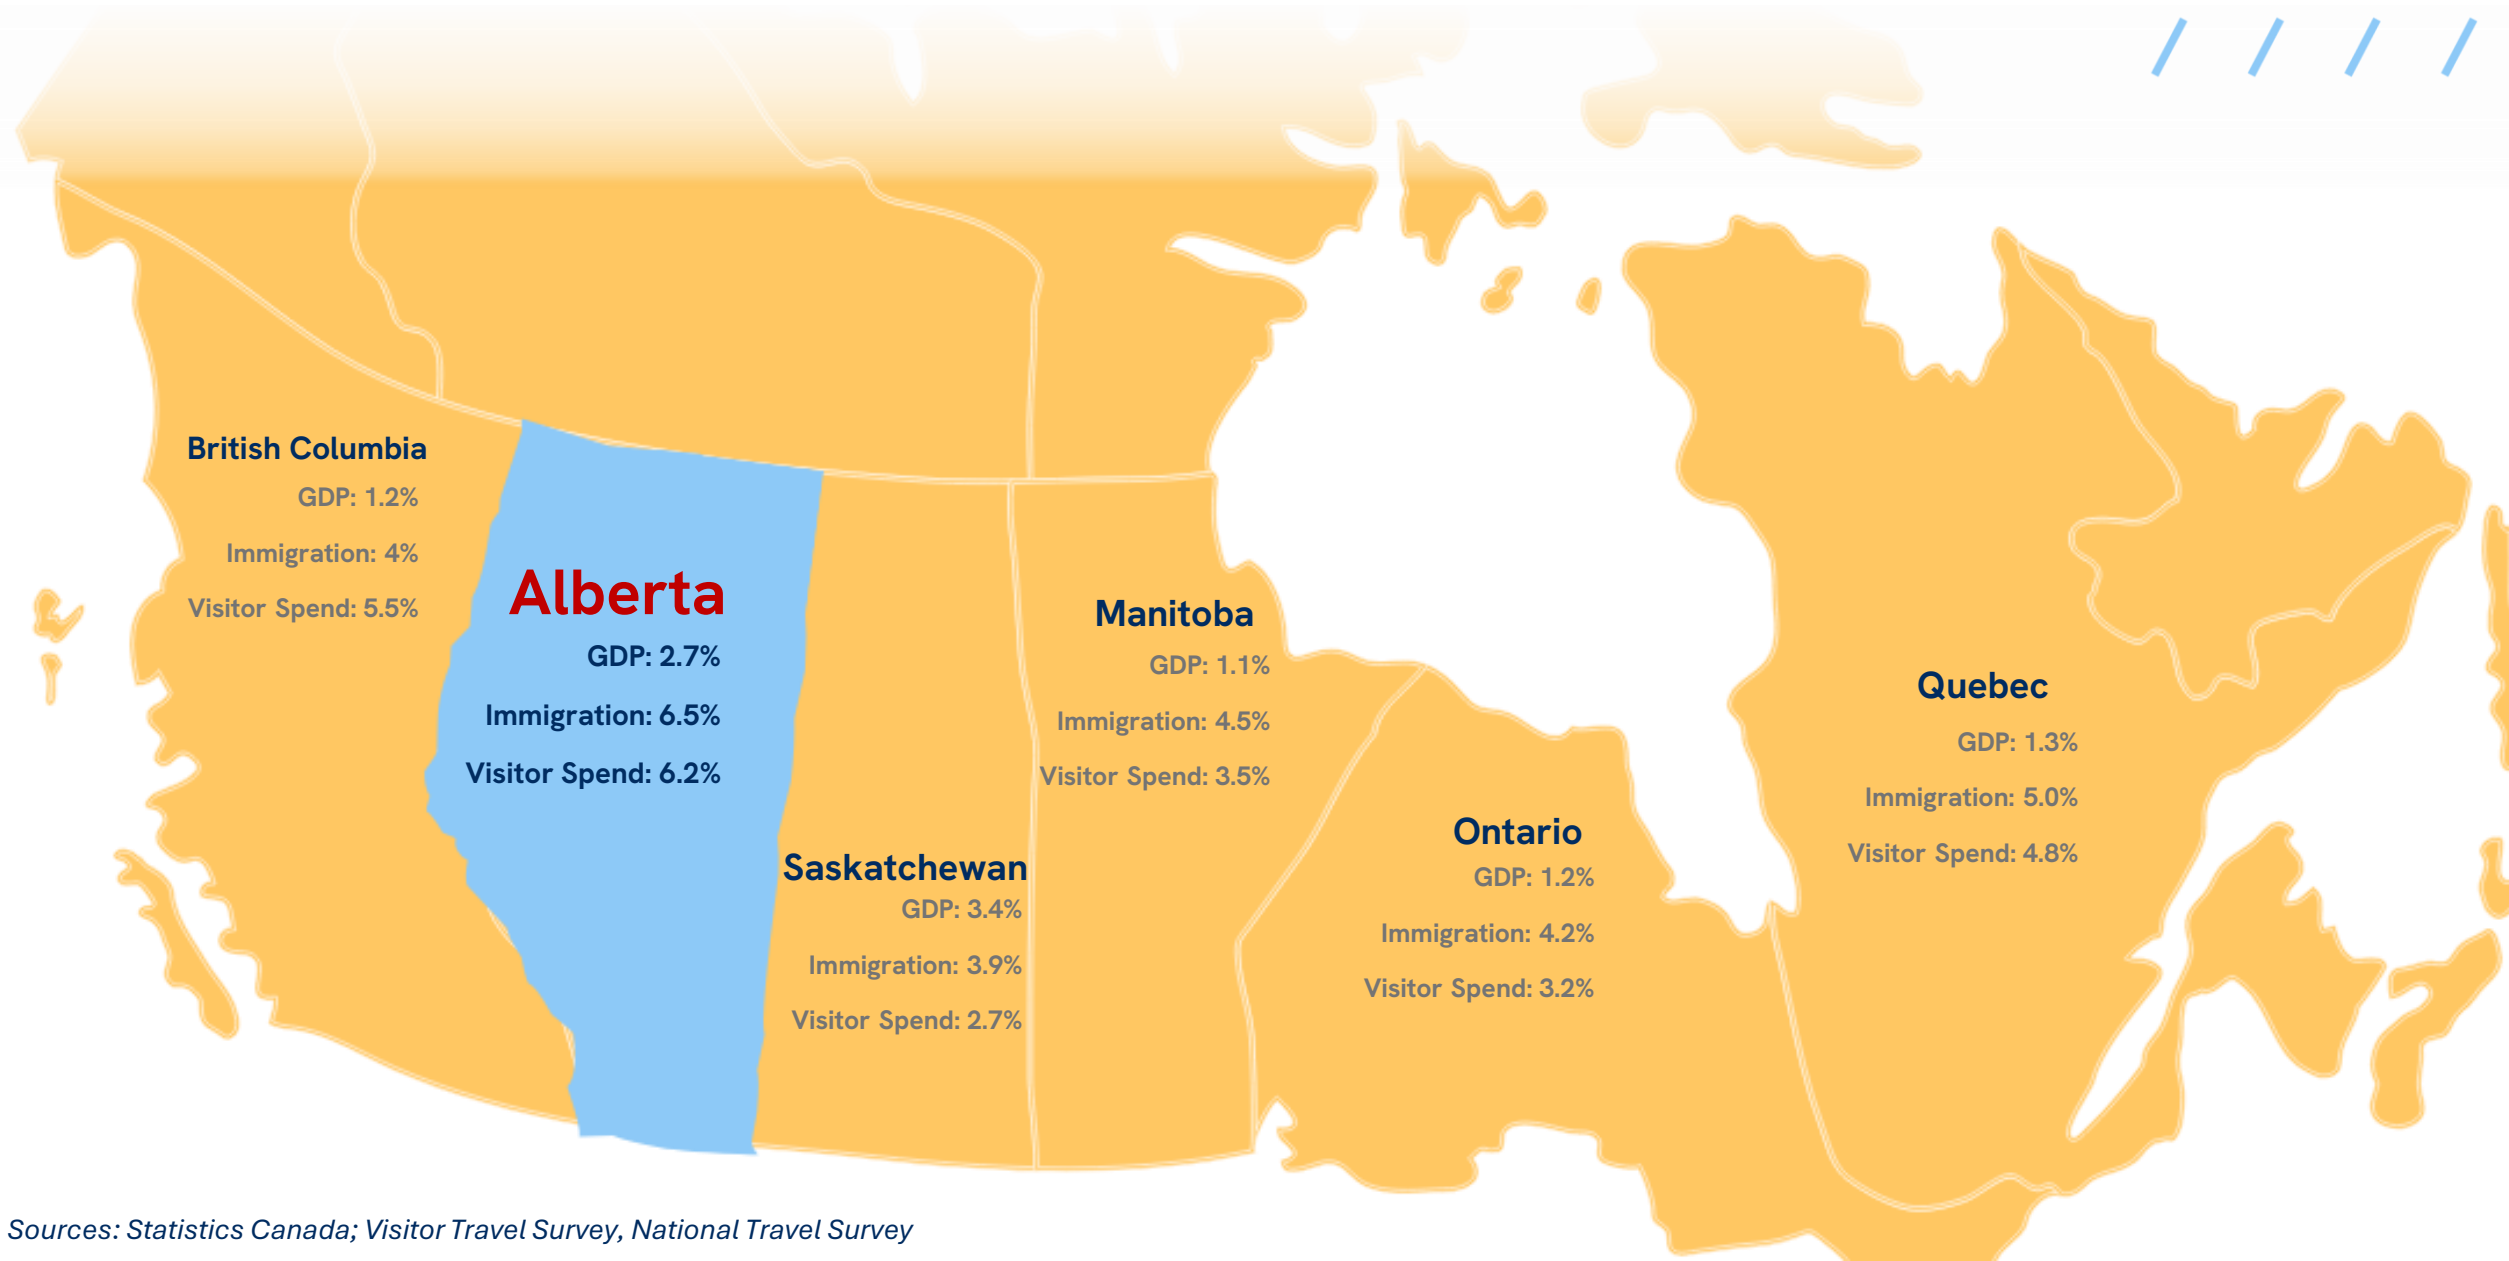 British Columbia
GDP: 1.2%
Immigration: 4%
Visitor Spend: 5.5%
Alberta
GDP: 2.7%
Immigration: 6.5%
Visitor Spend: 6.2%
Saskatchewan
GDP: 3.4%
Immigration: 3.9%
Visitor Spend: 2.7%
Manitoba
GDP: 1.1%
Immigration: 4.5%
Visitor Spend: 3.5%
Ontario
GDP: 1.2%
Immigration: 4.2%
Visitor Spend: 3.2%
Quebec
GDP: 1.3%
Immigration: 5.0%
Visitor Spend: 4.8%
Sources: Statistics Canada; Visitor Travel Survey, National Travel Survey